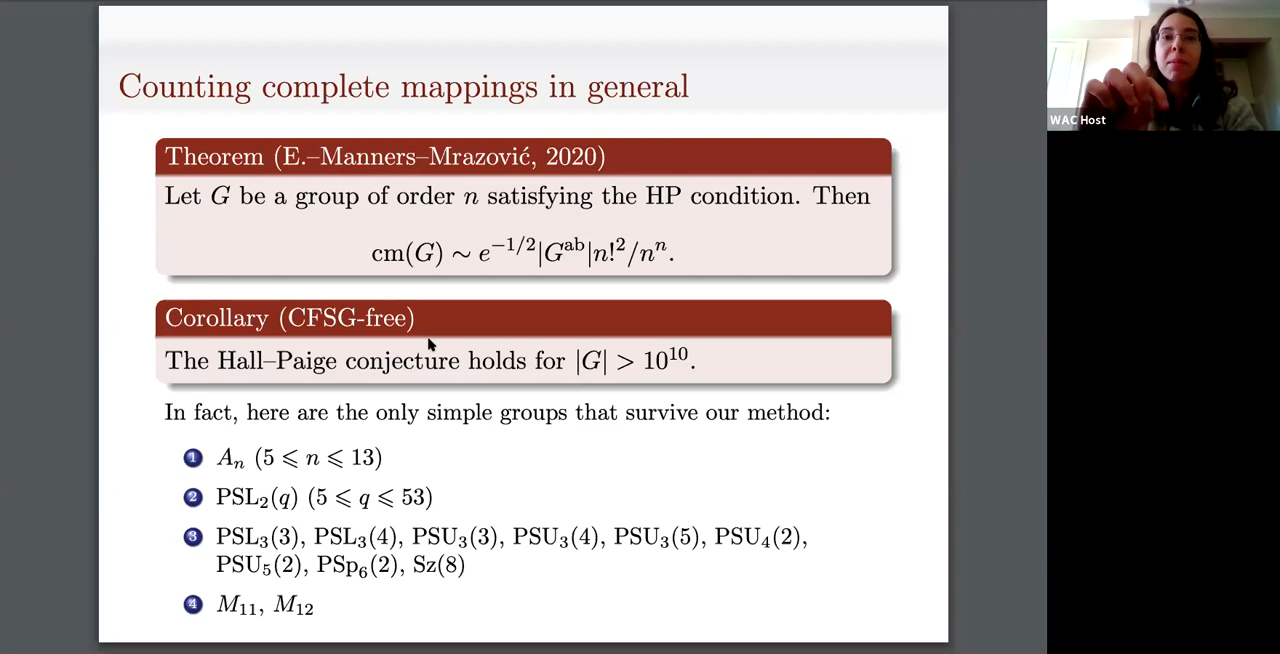 Counting complete mappings in general
WAC Host
Theorem (E.–Manners–Mrazović, 2020)
Let G be a group of order n satisfying the HP condition. Then
cm(G) ∼ e^{−1/2}|G^{ab}|n!^2/n^n.
Corollary (CFSG-free)
The Hall–Paige conjecture holds for |G| > 10^{10}.
In fact, here are the only simple groups that survive our method:
1 A_n (5 ⩽ n ⩽ 13)
2 PSL_2(q) (5 ⩽ q ⩽ 53)
3 PSL_3(3), PSL_3(4), PSU_3(3), PSU_3(4), PSU_3(5), PSU_4(2),
PSU_5(2), PSp_6(2), Sz(8)
4 M_{11}, M_{12}